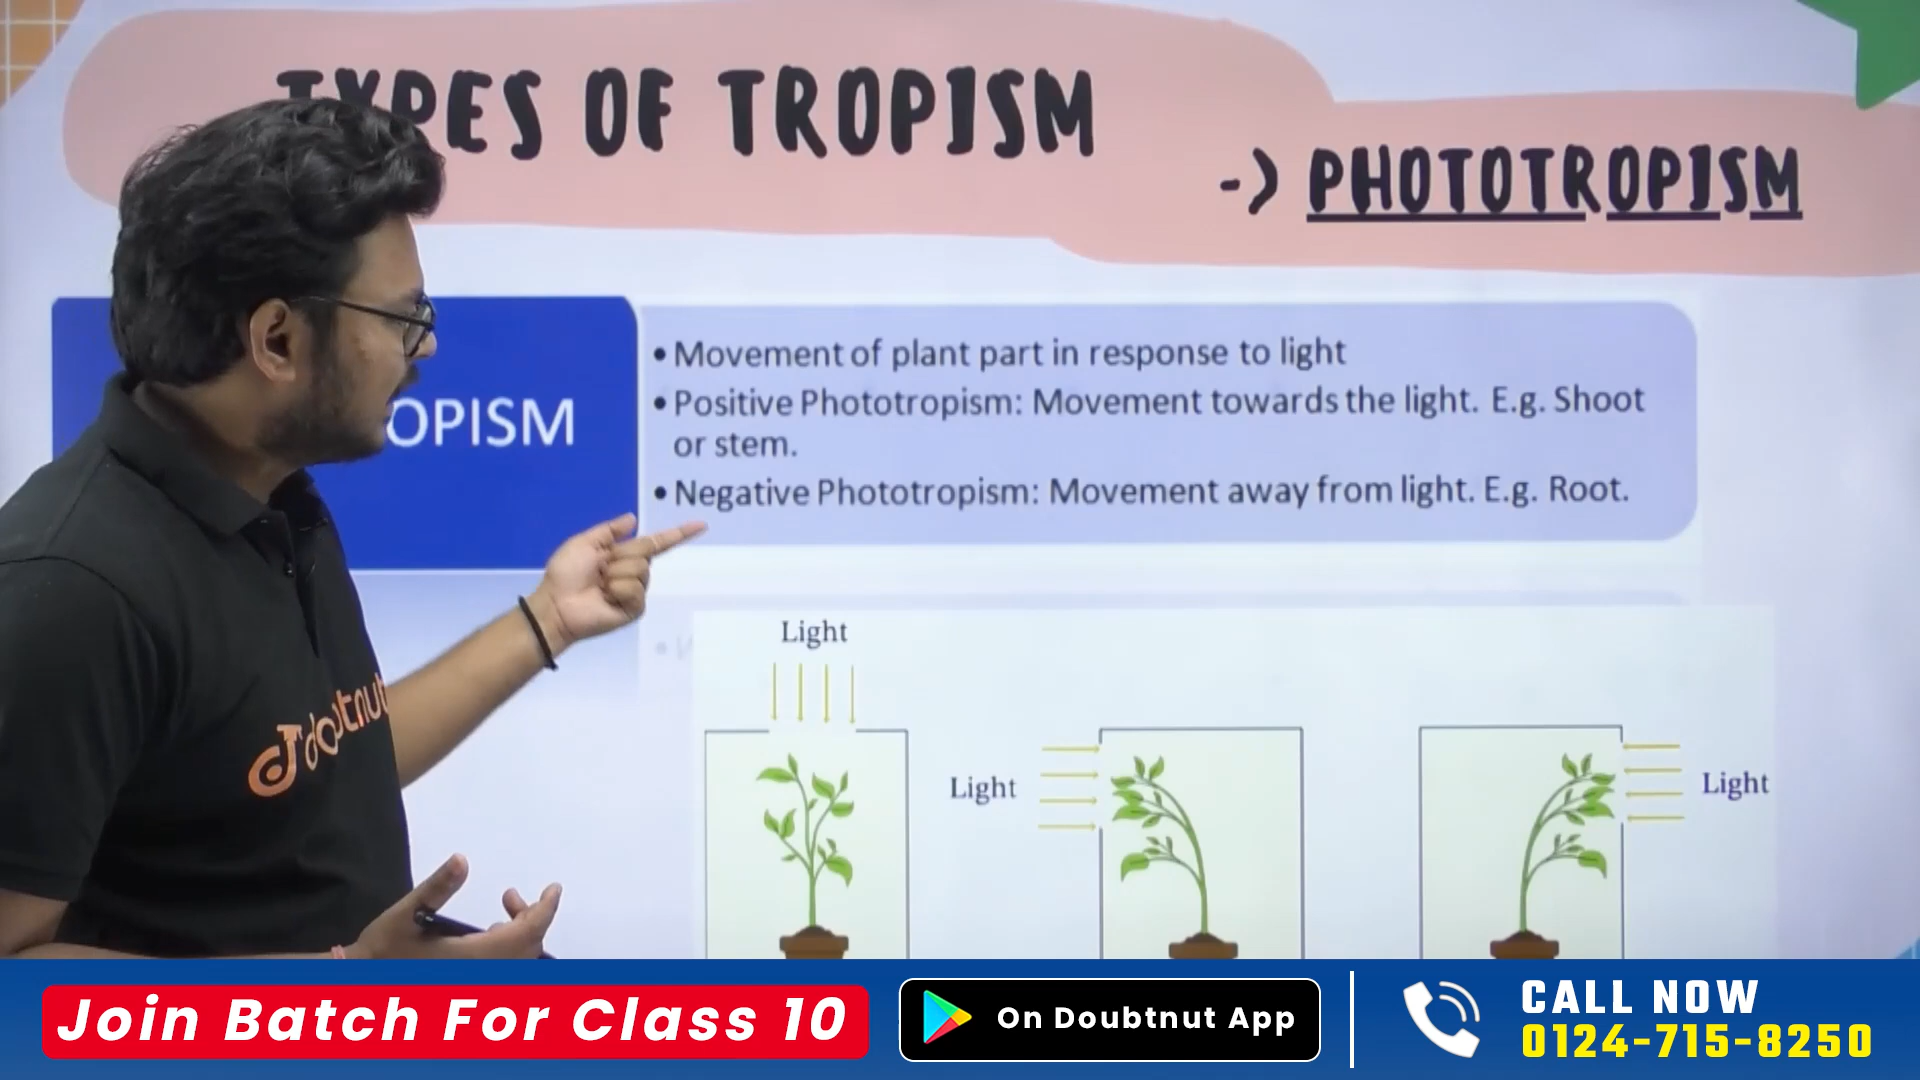 TYPES OF TROPISM
-> PHOTOTROPISM
OPISM
• Movement of plant part in response to light
• Positive Phototropism: Movement towards the light. E.g. Shoot
or stem.
• Negative Phototropism: Movement away from light. E.g. Root.
Light
Light
Light
doubtnut
Join Batch For Class 10
On Doubtnut App
CALL NOW
0124-715-8250